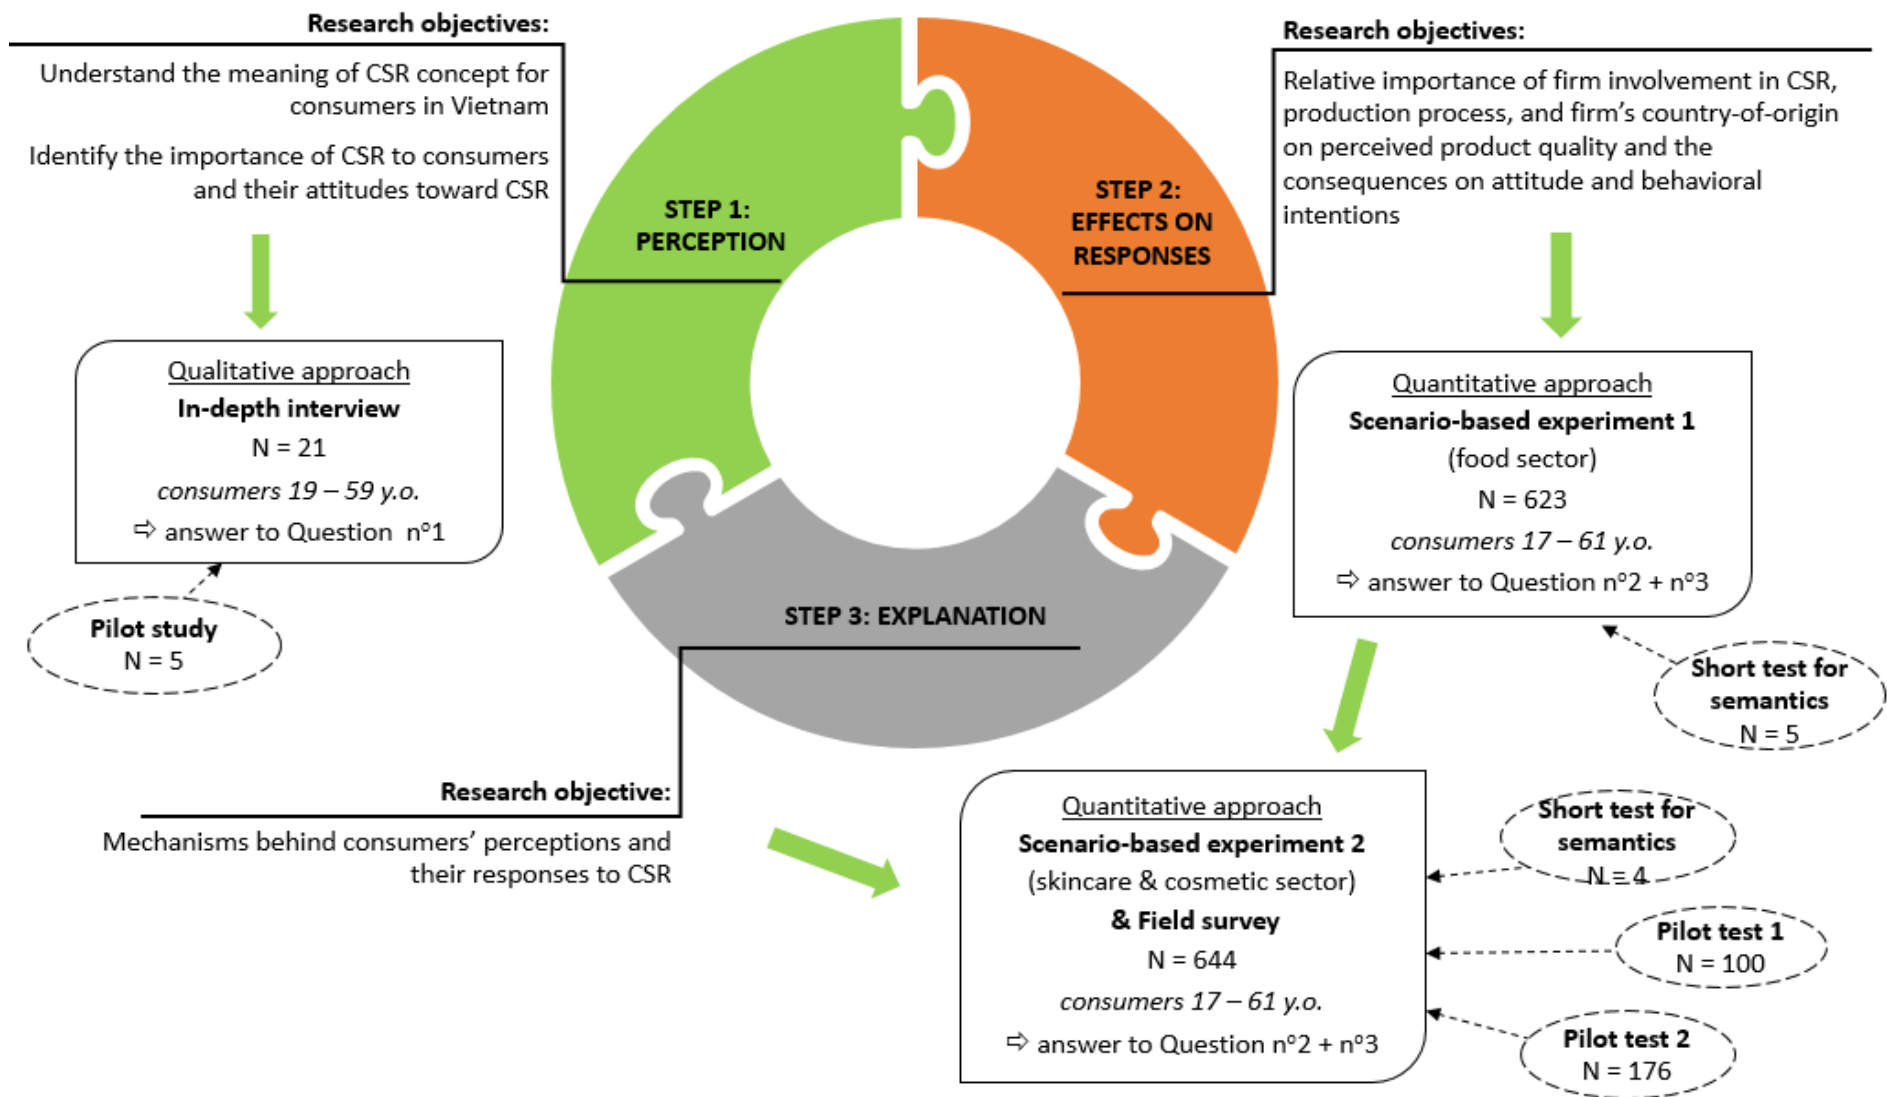 Research objectives:
Understand the meaning of CSR concept for
consumers in Vietnam
Identify the importance of CSR to consumers
and their attitudes toward CSR
STEP 1:
PERCEPTION
Qualitative approach
In-depth interview
N = 21
consumers 19 – 59 y.o.
⇨ answer to Question nº1
Pilot study
N = 5
Research objectives:
Relative importance of firm involvement in CSR,
production process, and firm’s country-of-origin
on perceived product quality and the
consequences on attitude and behavioral
intentions
STEP 2:
EFFECTS ON
RESPONSES
Quantitative approach
Scenario-based experiment 1
(food sector)
N = 623
consumers 17 – 61 y.o.
⇨ answer to Question nº2 + nº3
Short test for
semantics
N = 5
STEP 3: EXPLANATION
Research objective:
Mechanisms behind consumers’ perceptions and
their responses to CSR
Quantitative approach
Scenario-based experiment 2
(skincare & cosmetic sector)
& Field survey
N = 644
consumers 17 – 61 y.o.
⇨ answer to Question nº2 + nº3
Short test for
semantics
N = 4
Pilot test 1
N = 100
Pilot test 2
N = 176